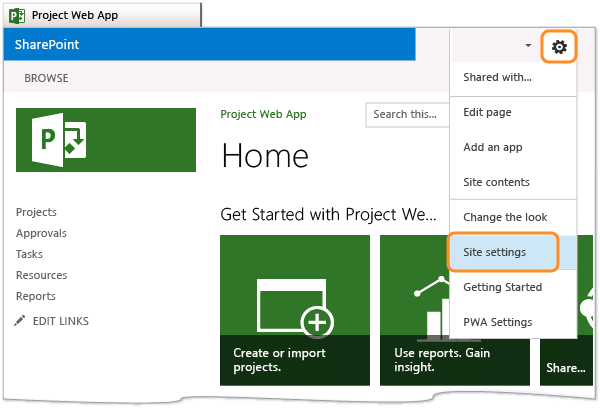 Project Web App
SharePoint
BROWSE
Shared with...
Edit page
Add an app
Site contents
Change the look
Site settings
Getting Started
PWA Settings
P
Project Web App
Search this...
Home
Projects
Approvals
Tasks
Resources
Reports
EDIT LINKS
Get Started with Project We...
Create or import
projects.
Use reports. Gain
insight.
Share...